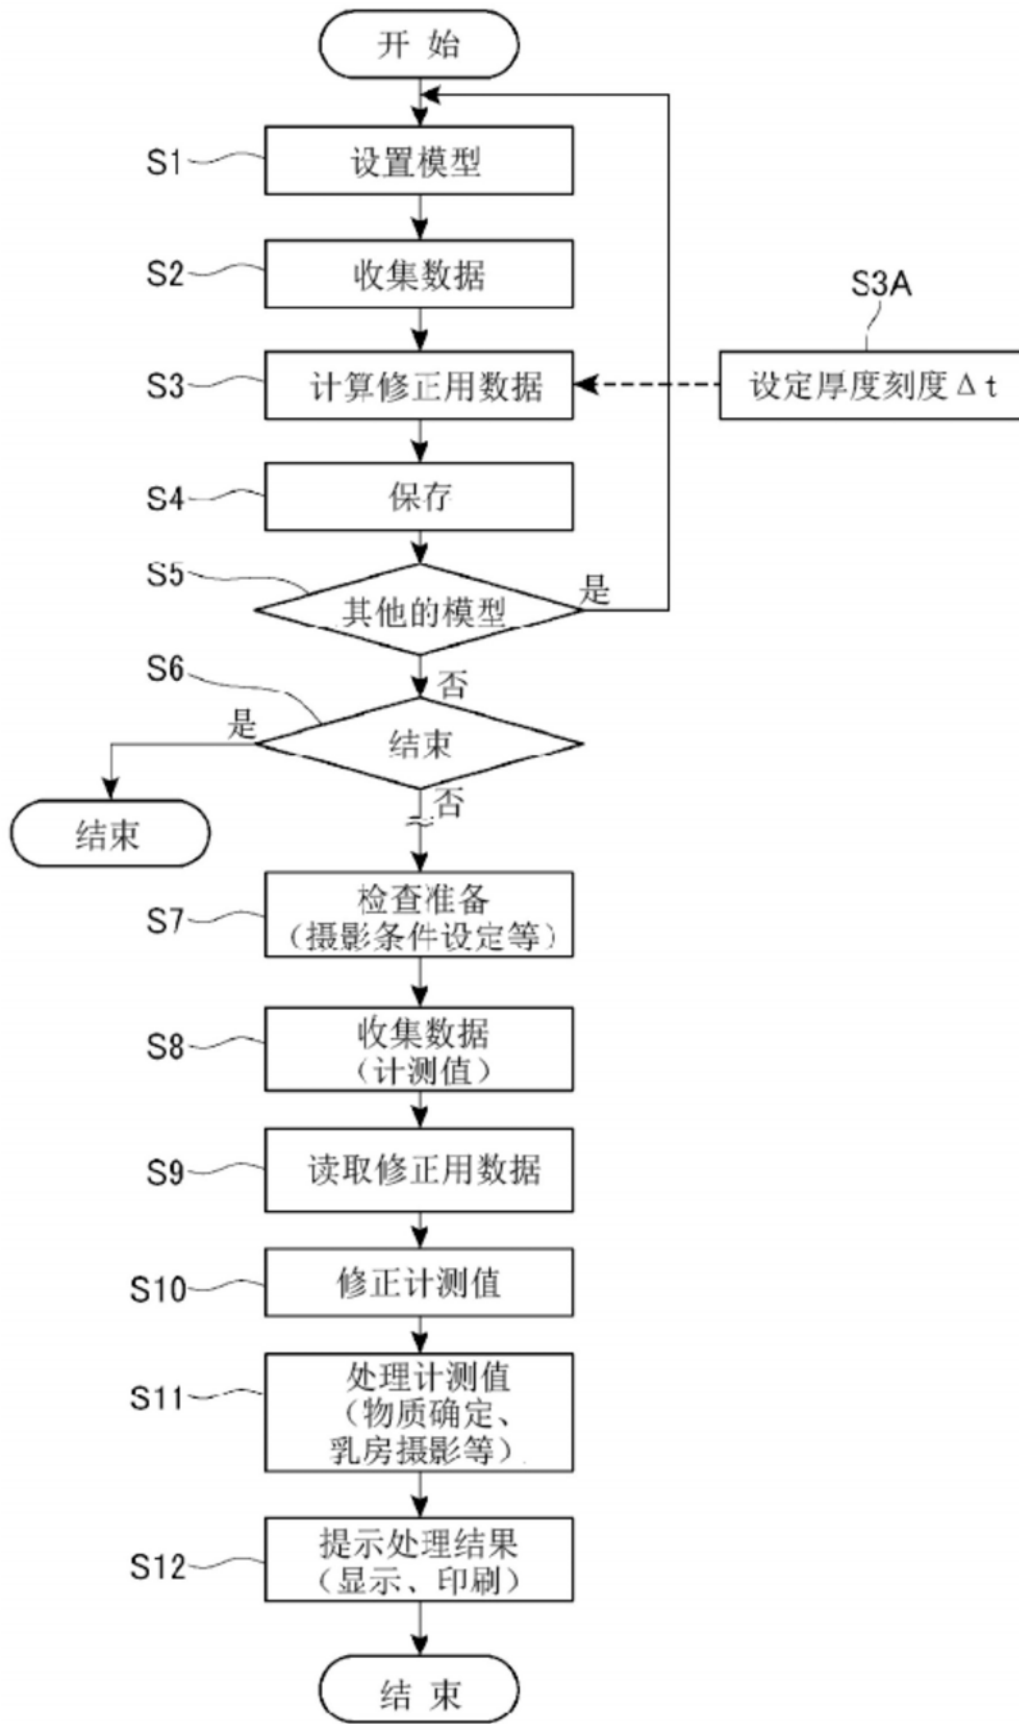 开 始
S1
设置模型
S2
收集数据
S3A
S3
计算修正用数据
设定厚度刻度 Δt
S4
保存
S5
其他的模型
是
S6
否
是
结束
结束
否
S7
检查准备
（摄影条件设定等）
S8
收集数据
（计测值）
S9
读取修正用数据
S10
修正计测值
S11
处理计测值
（物质确定、
乳房摄影等）
S12
提示处理结果
（显示、印刷）
结 束